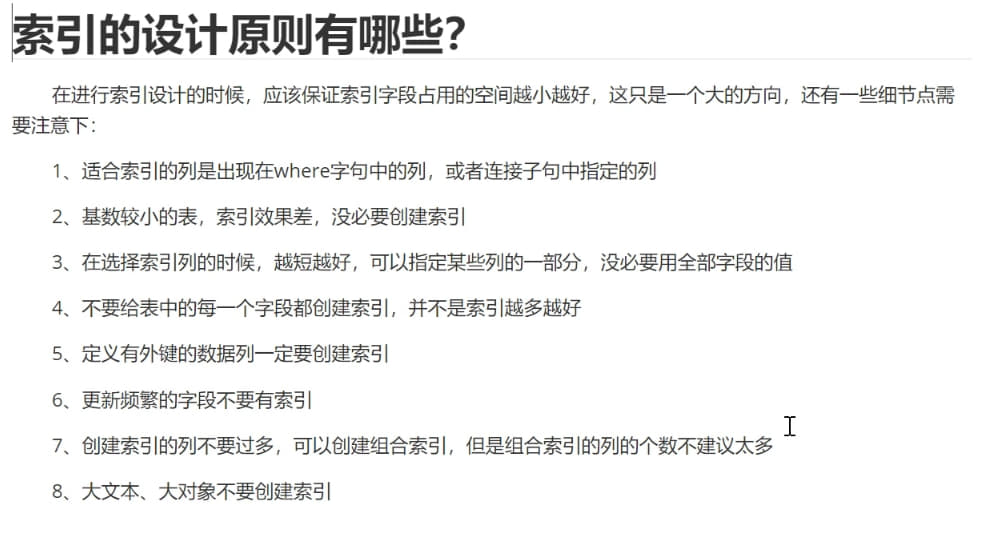 索引的设计原则有哪些？
在进行索引设计的时候，应该保证索引字段占用的空间越小越好，这只是一个大的方向，还有一些细节点需
要注意下：
1、适合索引的列是出现在where字句中的列，或者连接子句中指定的列
2、基数较小的表，索引效果差，没必要创建索引
3、在选择索引列的时候，越短越好，可以指定某些列的一部分，没必要用全部字段的值
4、不要给表中的每一个字段都创建索引，并不是索引越多越好
5、定义有外键的数据列一定要创建索引
6、更新频繁的字段不要有索引
7、创建索引的列不要过多，可以创建组合索引，但是组合索引的列的个数不建议太多
8、大文本、大对象不要创建索引